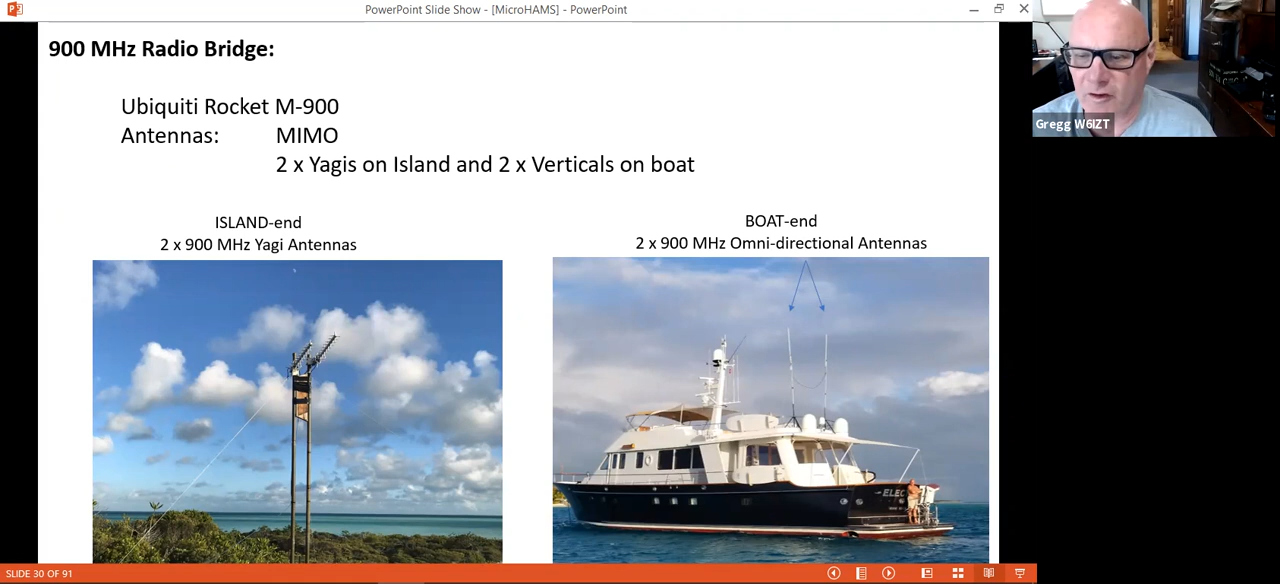 PowerPoint Slide Show - [MicroHAMS] - PowerPoint
900 MHz Radio Bridge:
Ubiquiti Rocket M-900
Antennas: MIMO
2 x Yagis on Island and 2 x Verticals on boat
ISLAND-end
2 x 900 MHz Yagi Antennas
BOAT-end
2 x 900 MHz Omni-directional Antennas
ELEC
Gregg W6IZT
SLIDE 30 OF 91